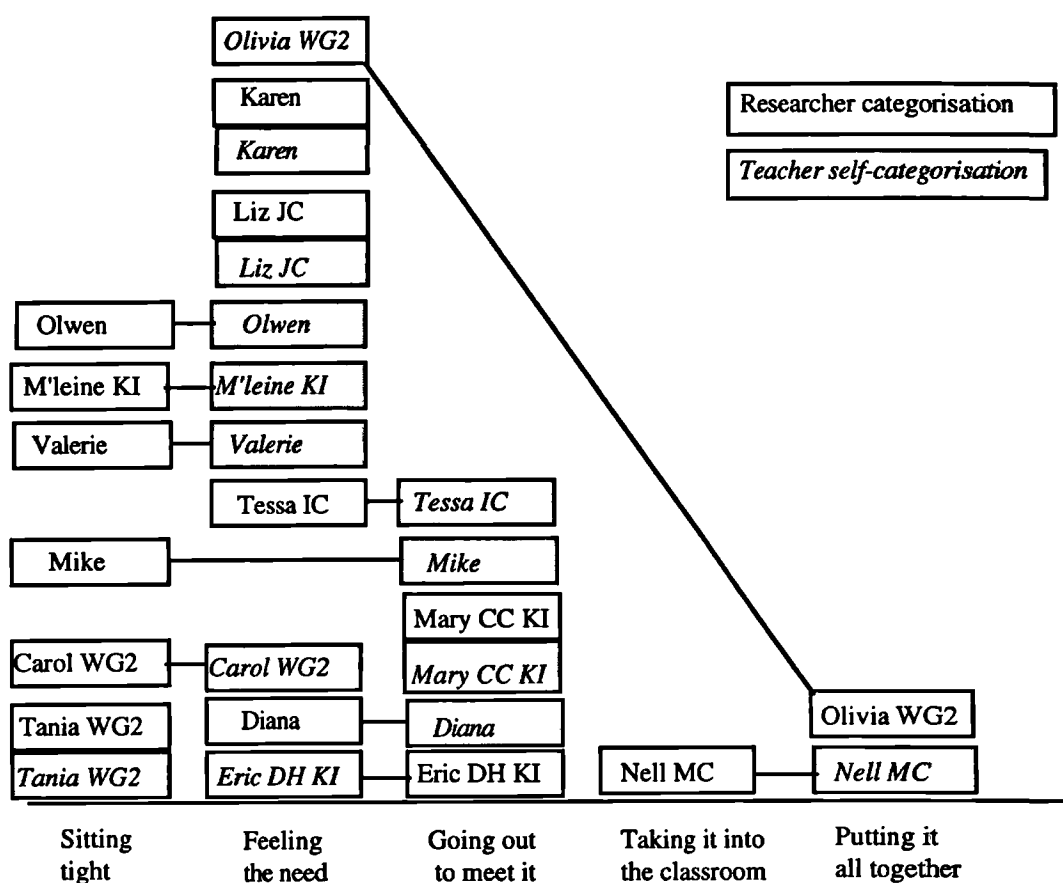 Olivia WG2
Karen
Karen
Liz JC
Liz JC
Olwen
Olwen
M'leine KI
M'leine KI
Valerie
Valerie
Tessa IC
Tessa IC
Mike
Mike
Mary CC KI
Mary CC KI
Carol WG2
Carol WG2
Tania WG2
Diana
Diana
Olivia WG2
Tania WG2
Eric DH KI
Eric DH KI
Nell MC
Nell MC
Researcher categorisation
Teacher self-categorisation
Sitting
tight
Feeling
the need
Going out
to meet it
Taking it into
the classroom
Putting it
all together